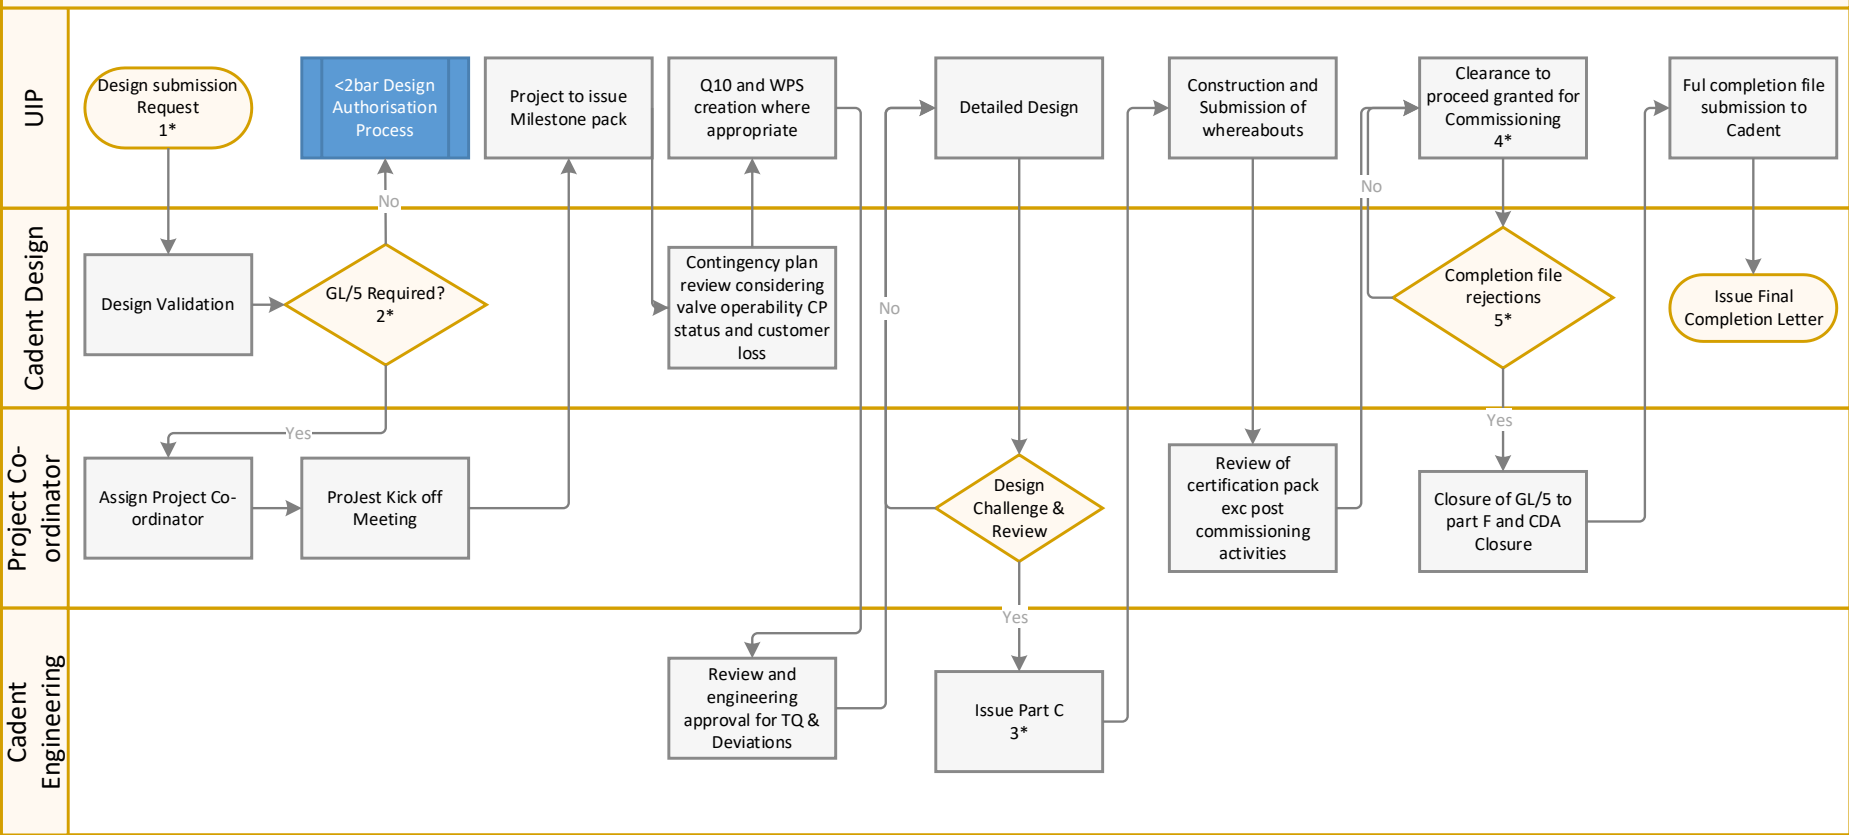 UIP
Design submission
Request
1*
<2bar Design
Authorisation
Process
Project to issue
Milestone pack
Q10 and WPS
creation where
appropriate
Detailed Design
Construction and
Submission of
whereabouts
Clearance to
proceed granted for
Commissioning
4*
Ful completion file
submission to
Cadent
No
No
Cadent Design
Design Validation
GL/5 Required?
2*
Contingency plan
review considering
valve operability CP
status and customer
loss
No
Completion file
rejections
5*
Issue Final
Completion Letter
Yes
Yes
Project Co-
ordinator
Assign Project Co-
ordinator
ProJest Kick off
Meeting
Design
Challenge &
Review
Review of
certification pack
exc post
commissioning
activities
Closure of GL/5 to
part F and CDA
Closure
Yes
Cadent
Engineering
Review and
engineering
approval for TQ &
Deviations
Issue Part C
3*